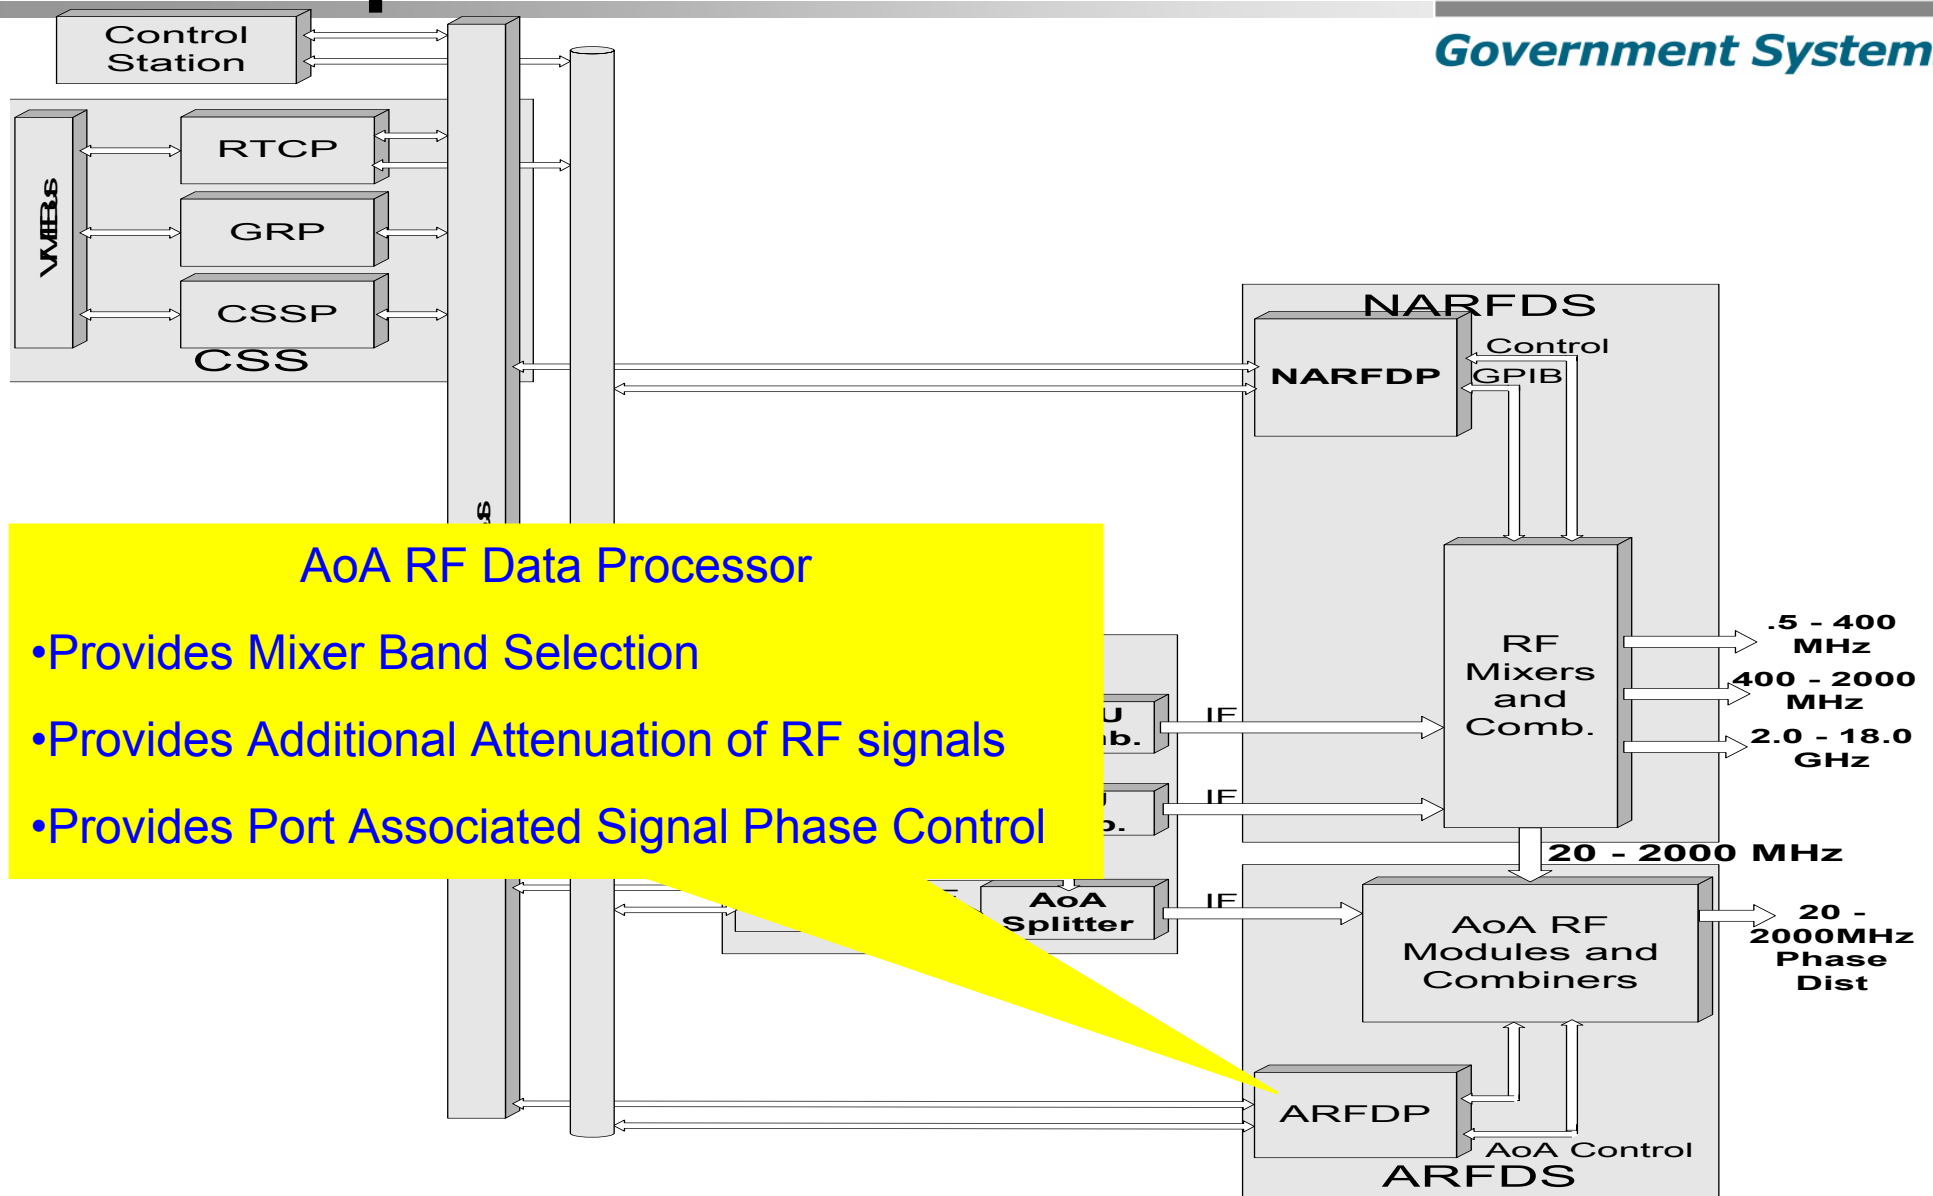 Government System
Control
Station
RTCP
GRP
CSSP
CSS
NARFDS
Control
NARFDP
GPIB
AoA RF Data Processor
•Provides Mixer Band Selection
•Provides Additional Attenuation of RF signals
•Provides Port Associated Signal Phase Control
RF
Mixers
and
Comb.
.5 - 400
MHz
400 - 2000
MHz
2.0 - 18.0
GHz
IF
IF
20 - 2000 MHz
AoA
Splitter
IF
AoA RF
Modules and
Combiners
20 -
2000MHz
Phase
Dist
ARFDP
AoA Control
ARFDS